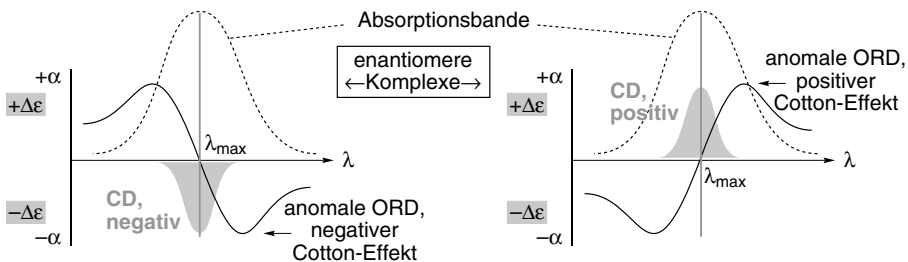 Absorptionsbande
enantiomere
←Komplexe→
+α
+Δε
λmax
λ
CD,
negativ
−Δε
−α
anomale ORD,
negativer
Cotton-Effekt
+α
+Δε
CD,
positiv
anomale ORD,
positiver
Cotton-Effekt
λmax
λ
−Δε
−α